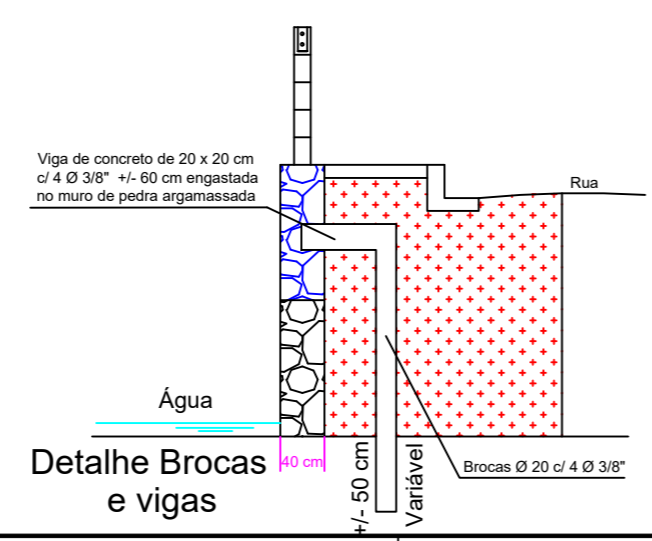 Viga de concreto de 20 x 20 cm
c/ 4 Ø 3/8" +/- 60 cm engastada
no muro de pedra argamassada
Rua
Água
Detalhe Brocas
e vigas
40 cm
+/- 50 cm
Variável
Brocas Ø 20 c/ 4 Ø 3/8"